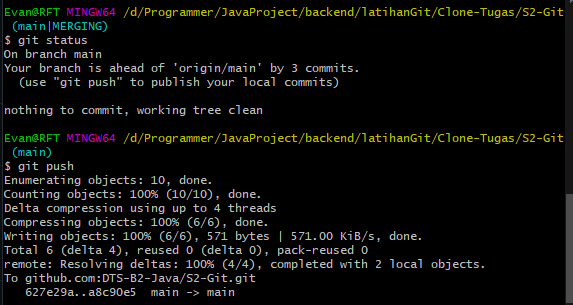 Evan@RFT MINGW64 /d/Programmer/JavaProject/backend/latihanGit/Clone-Tugas/S2-Git
(main|MERGING)
$ git status
On branch main
Your branch is ahead of 'origin/main' by 3 commits.
  (use "git push" to publish your local commits)

nothing to commit, working tree clean

Evan@RFT MINGW64 /d/Programmer/JavaProject/backend/latihanGit/Clone-Tugas/S2-Git
(main)
$ git push
Enumerating objects: 10, done.
Counting objects: 100% (10/10), done.
Delta compression using up to 4 threads
Compressing objects: 100% (6/6), done.
Writing objects: 100% (6/6), 571 bytes | 571.00 KiB/s, done.
Total 6 (delta 4), reused 0 (delta 0), pack-reused 0
remote: Resolving deltas: 100% (4/4), completed with 2 local objects.
To github.com:DTS-B2-Java/S2-Git.git
   627e29a..a8c90e5  main -> main